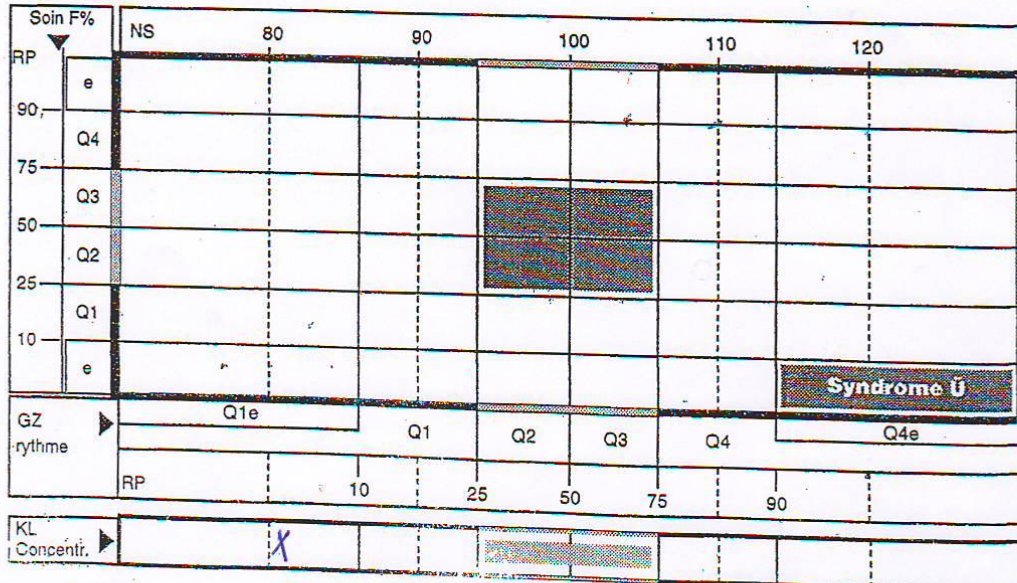 Soin F%
NS 80 90 100 110 120
RP
e
90
Q4
75
Q3
50
Q2
25
Q1
10
e
Syndrome U
GZ
-rythme
Q1e Q1 Q2 Q3 Q4 Q4e
RP 10 25 50 75 90
KL
Concentr.
X